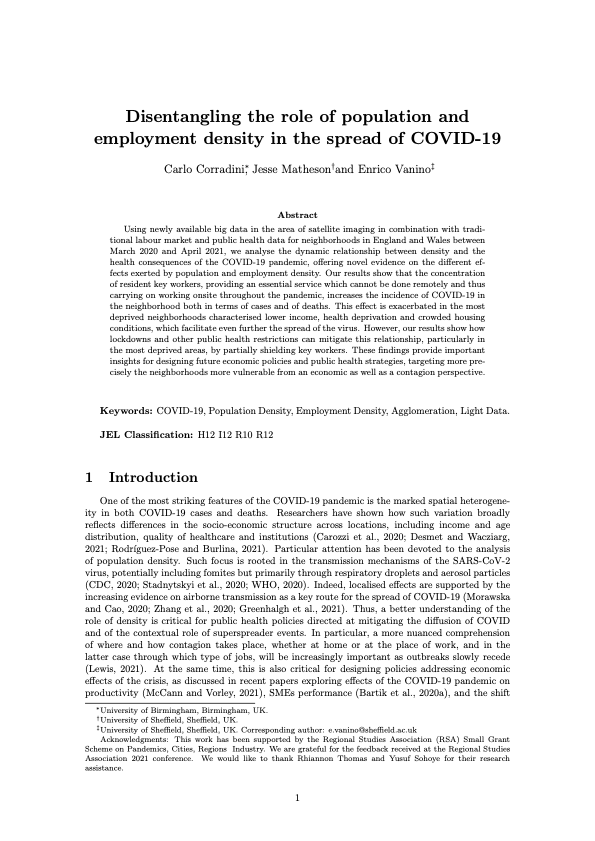 Disentangling the role of population and
employment density in the spread of COVID-19
Carlo Corradini,* Jesse Matheson†and Enrico Vanino‡
Abstract
Using newly available big data in the area of satellite imaging in combination with tradi-
tional labour market and public health data for neighborhoods in England and Wales between
March 2020 and April 2021, we analyse the dynamic relationship between density and the
health consequences of the COVID-19 pandemic, offering novel evidence on the different ef-
fects exerted by population and employment density. Our results show that the concentration
of resident key workers, providing an essential service which cannot be done remotely and thus
carrying on working onsite throughout the pandemic, increases the incidence of COVID-19 in
the neighborhood both in terms of cases and of deaths. This effect is exacerbated in the most
deprived neighborhoods characterised lower income, health deprivation and crowded housing
conditions, which facilitate even further the spread of the virus. However, our results show how
lockdowns and other public health restrictions can mitigate this relationship, particularly in
the most deprived areas, by partially shielding key workers. These findings provide important
insights for designing future economic policies and public health strategies, targeting more pre-
cisely the neighborhoods more vulnerable from an economic as well as a contagion perspective.
Keywords: COVID-19, Population Density, Employment Density, Agglomeration, Light Data.
JEL Classification: H12 I12 R10 R12
1 Introduction
One of the most striking features of the COVID-19 pandemic is the marked spatial heterogene-
ity in both COVID-19 cases and deaths. Researchers have shown how such variation broadly
reflects differences in the socio-economic structure across locations, including income and age
distribution, quality of healthcare and institutions (Carozzi et al., 2020; Desmet and Wacziarg,
2021; Rodríguez-Pose and Burlina, 2021). Particular attention has been devoted to the analysis
of population density. Such focus is rooted in the transmission mechanisms of the SARS-CoV-2
virus, potentially including fomites but primarily through respiratory droplets and aerosol particles
(CDC, 2020; Stadnytskyi et al., 2020; WHO, 2020). Indeed, localised effects are supported by the
increasing evidence on airborne transmission as a key route for the spread of COVID-19 (Morawska
and Cao, 2020; Zhang et al., 2020; Greenhalgh et al., 2021). Thus, a better understanding of the
role of density is critical for public health policies directed at mitigating the diffusion of COVID
and of the contextual role of superspreader events. In particular, a more nuanced comprehension
of where and how contagion takes place, whether at home or at the place of work, and in the
latter case through which type of jobs, will be increasingly important as outbreaks slowly recede
(Lewis, 2021). At the same time, this is also critical for designing policies addressing economic
effects of the crisis, as discussed in recent papers exploring effects of the COVID-19 pandemic on
productivity (McCann and Vorley, 2021), SMEs performance (Bartik et al., 2020a), and the shift
*University of Birmingham, Birmingham, UK.
†University of Sheffield, Sheffield, UK.
‡University of Sheffield, Sheffield, UK. Corresponding author: e.vanino@sheffield.ac.uk
Acknowledgments: This work has been supported by the Regional Studies Association (RSA) Small Grant
Scheme on Pandemics, Cities, Regions Industry. We are grateful for the feedback received at the Regional Studies
Association 2021 conference. We would like to thank Rhiannon Thomas and Yusuf Sohoye for their research
assistance.
1